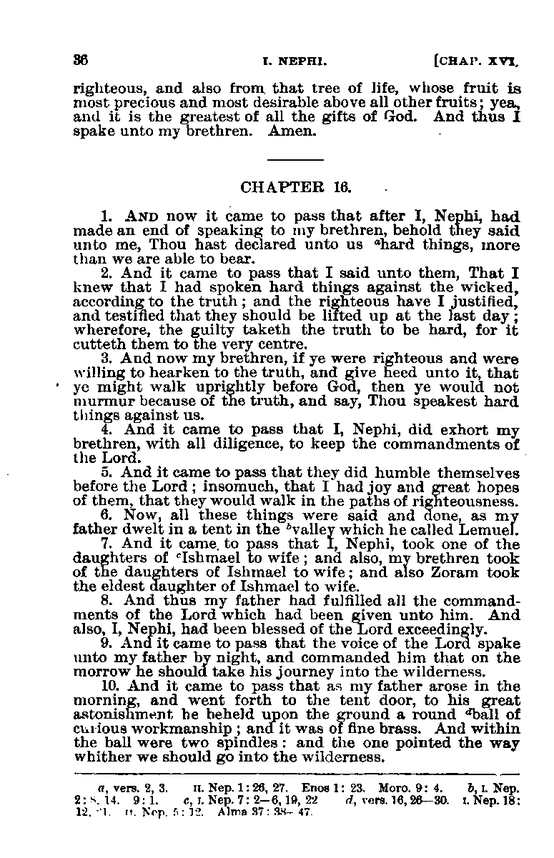 36 I. NEPHI. [CHAP. XVI.
righteous, and also from that tree of life, whose fruit is
most precious and most desirable above all other fruits; yea,
and it is the greatest of all the gifts of God. And thus I
spake unto my brethren. Amen.
CHAPTER 16.
1. AND now it came to pass that after I, Nephi, had
made an end of speaking to my brethren, behold they said
unto me, Thou hast declared unto us ᵃhard things, more
than we are able to bear.
2. And it came to pass that I said unto them, That I
knew that I had spoken hard things against the wicked,
according to the truth; and the righteous have I justified,
and testified that they should be lifted up at the last day;
wherefore, the guilty taketh the truth to be hard, for it
cutteth them to the very centre.
3. And now my brethren, if ye were righteous and were
willing to hearken to the truth, and give heed unto it, that
ye might walk uprightly before God, then ye would not
murmur because of the truth, and say, Thou speakest hard
things against us.
4. And it came to pass that I, Nephi, did exhort my
brethren, with all diligence, to keep the commandments of
the Lord.
5. And it came to pass that they did humble themselves
before the Lord; insomuch, that I had joy and great hopes
of them, that they would walk in the paths of righteousness.
6. Now, all these things were said and done, as my
father dwelt in a tent in the ᵇvalley which he called Lemuel.
7. And it came to pass that I, Nephi, took one of the
daughters of ᶜIshmael to wife; and also, my brethren took
of the daughters of Ishmael to wife; and also Zoram took
the eldest daughter of Ishmael to wife.
8. And thus my father had fulfilled all the command-
ments of the Lord which had been given unto him. And
also, I, Nephi, had been blessed of the Lord exceedingly.
9. And it came to pass that the voice of the Lord spake
unto my father by night, and commanded him that on the
morrow he should take his journey into the wilderness.
10. And it came to pass that as my father arose in the
morning, and went forth to the tent door, to his great
astonishment he beheld upon the ground a round ᵈball of
curious workmanship; and it was of fine brass. And within
the ball were two spindles: and the one pointed the way
whither we should go into the wilderness.
a, vers. 2, 3. II. Nep. 1: 26, 27. Enos 1: 23. Moro. 9: 4. b, I. Nep.
2: 8, 14. 9: 1. c, I. Nep. 7: 2—6, 19, 22 d, vers. 16, 26—30. I. Nep. 18:
12, 21. II. Nep. 5: 12. Alma 37: 38—47.